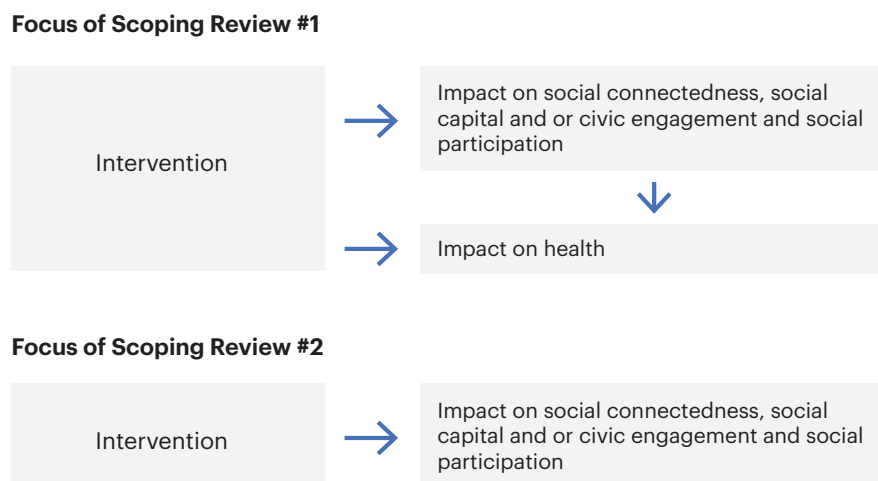 Focus of Scoping Review #1
Intervention
Impact on social connectedness, social
capital and or civic engagement and social
participation
Impact on health
Focus of Scoping Review #2
Intervention
Impact on social connectedness, social
capital and or civic engagement and social
participation